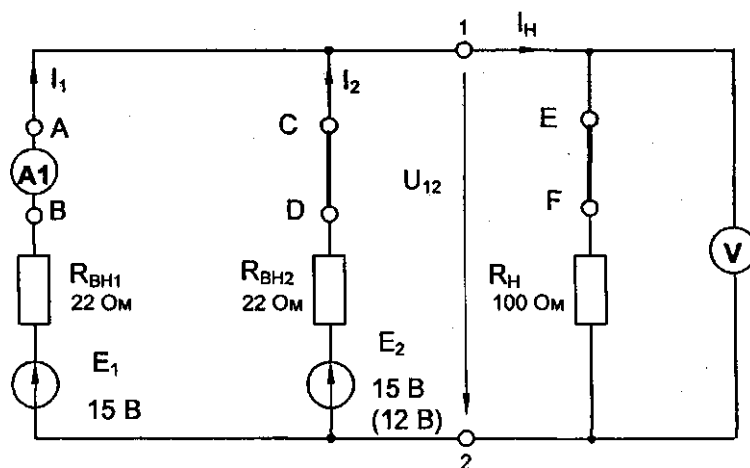 1
I_H
I_1
I_2
A
C
E
A1
U_12
B
D
F
V
R_BH1
22 Ом
R_BH2
22 Ом
R_H
100 Ом
E_1
15 В
E_2
15 В
(12 В)
2